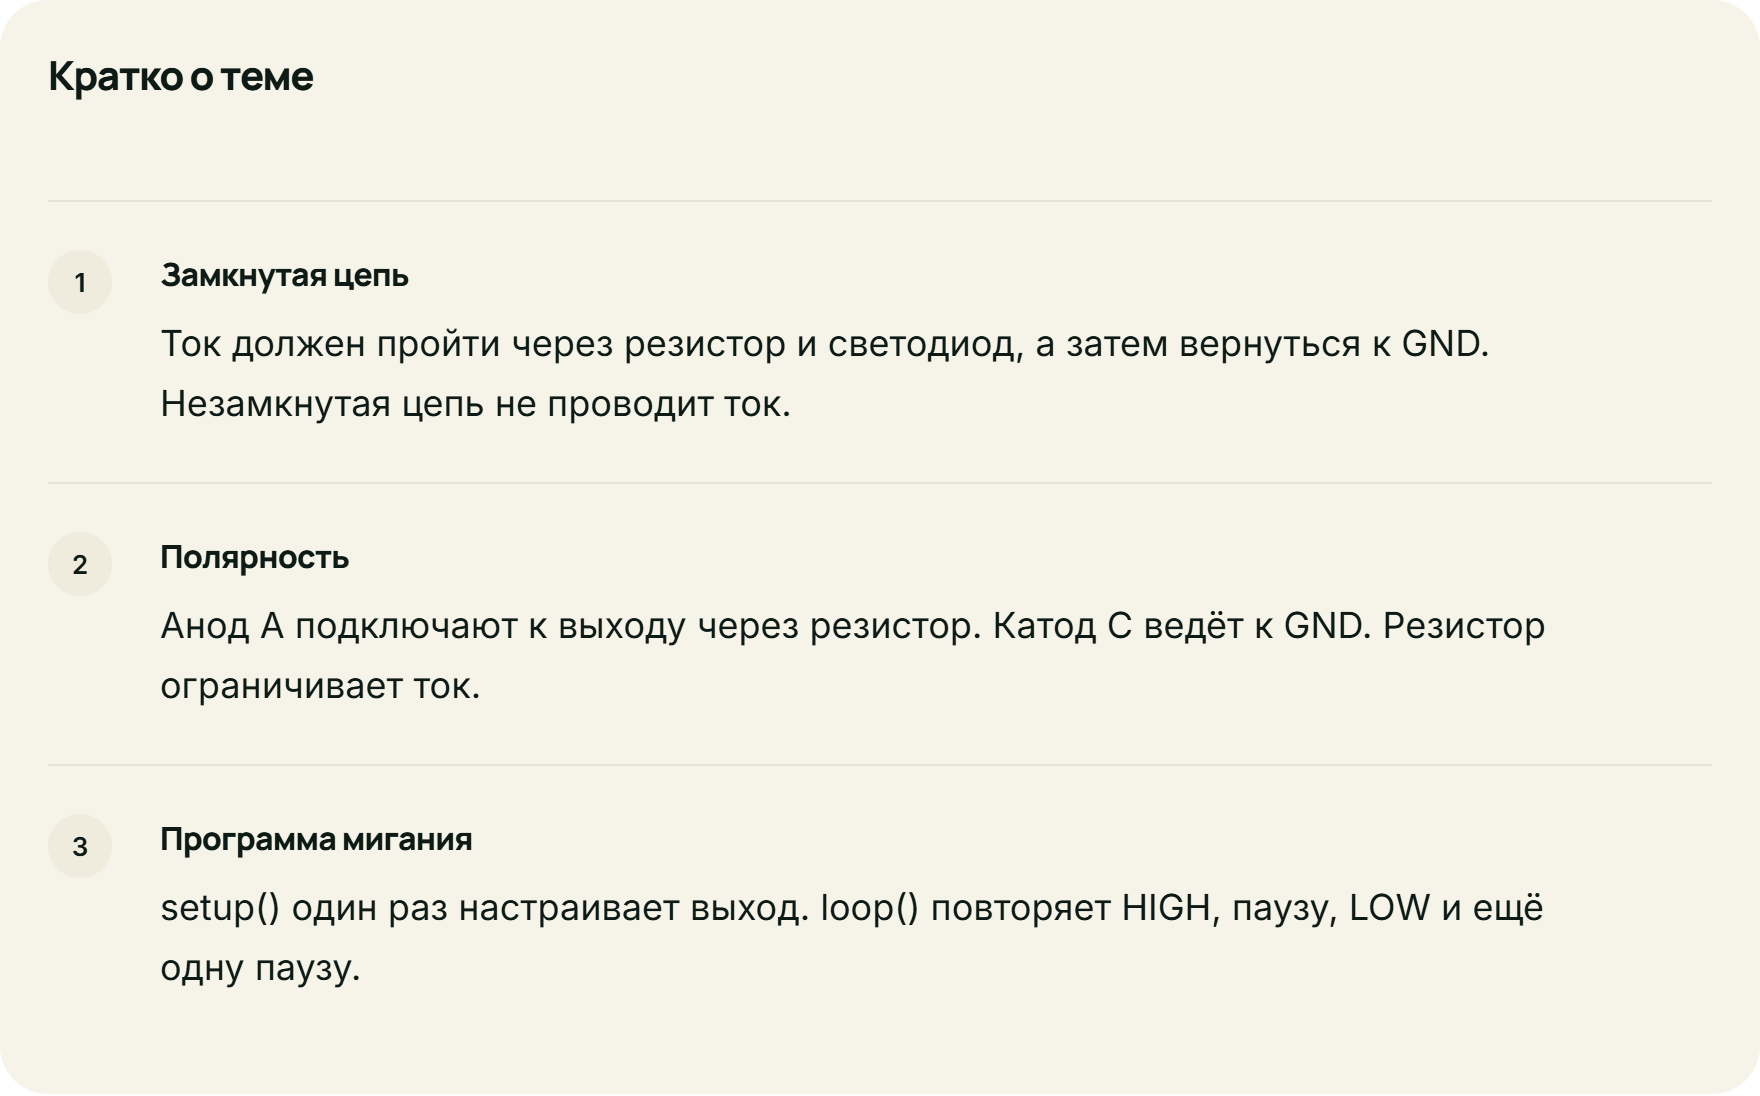 Кратко о теме
1
Замкнутая цепь
Ток должен пройти через резистор и светодиод, а затем вернуться к GND.
Незамкнутая цепь не проводит ток.
2
Полярность
Анод A подключают к выходу через резистор. Катод C ведёт к GND. Резистор
ограничивает ток.
3
Программа мигания
setup() один раз настраивает выход. loop() повторяет HIGH, паузу, LOW и ещё
одну паузу.